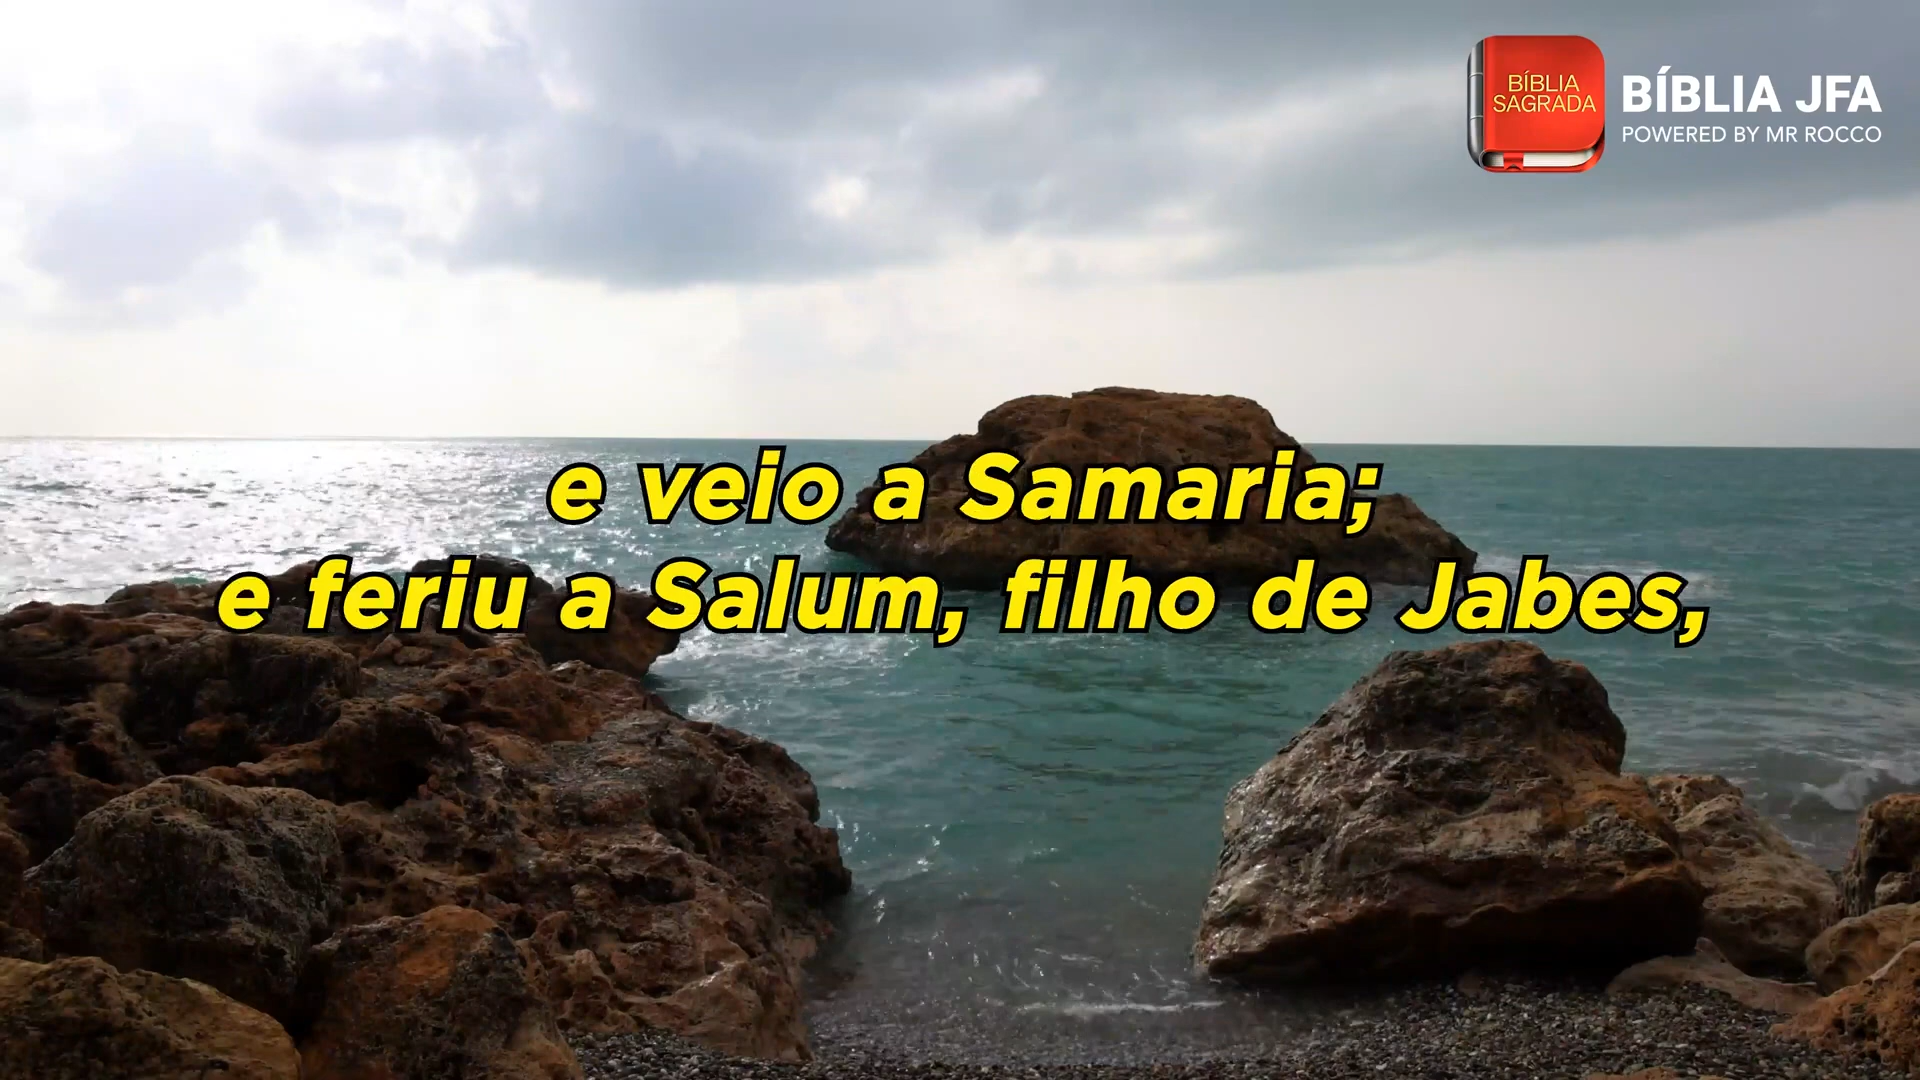 BÍBLIA
SAGRADA
BÍBLIA JFA
POWERED BY MR ROCCO
e veio a Samaria;
e feriu a Salum, filho de Jabes,